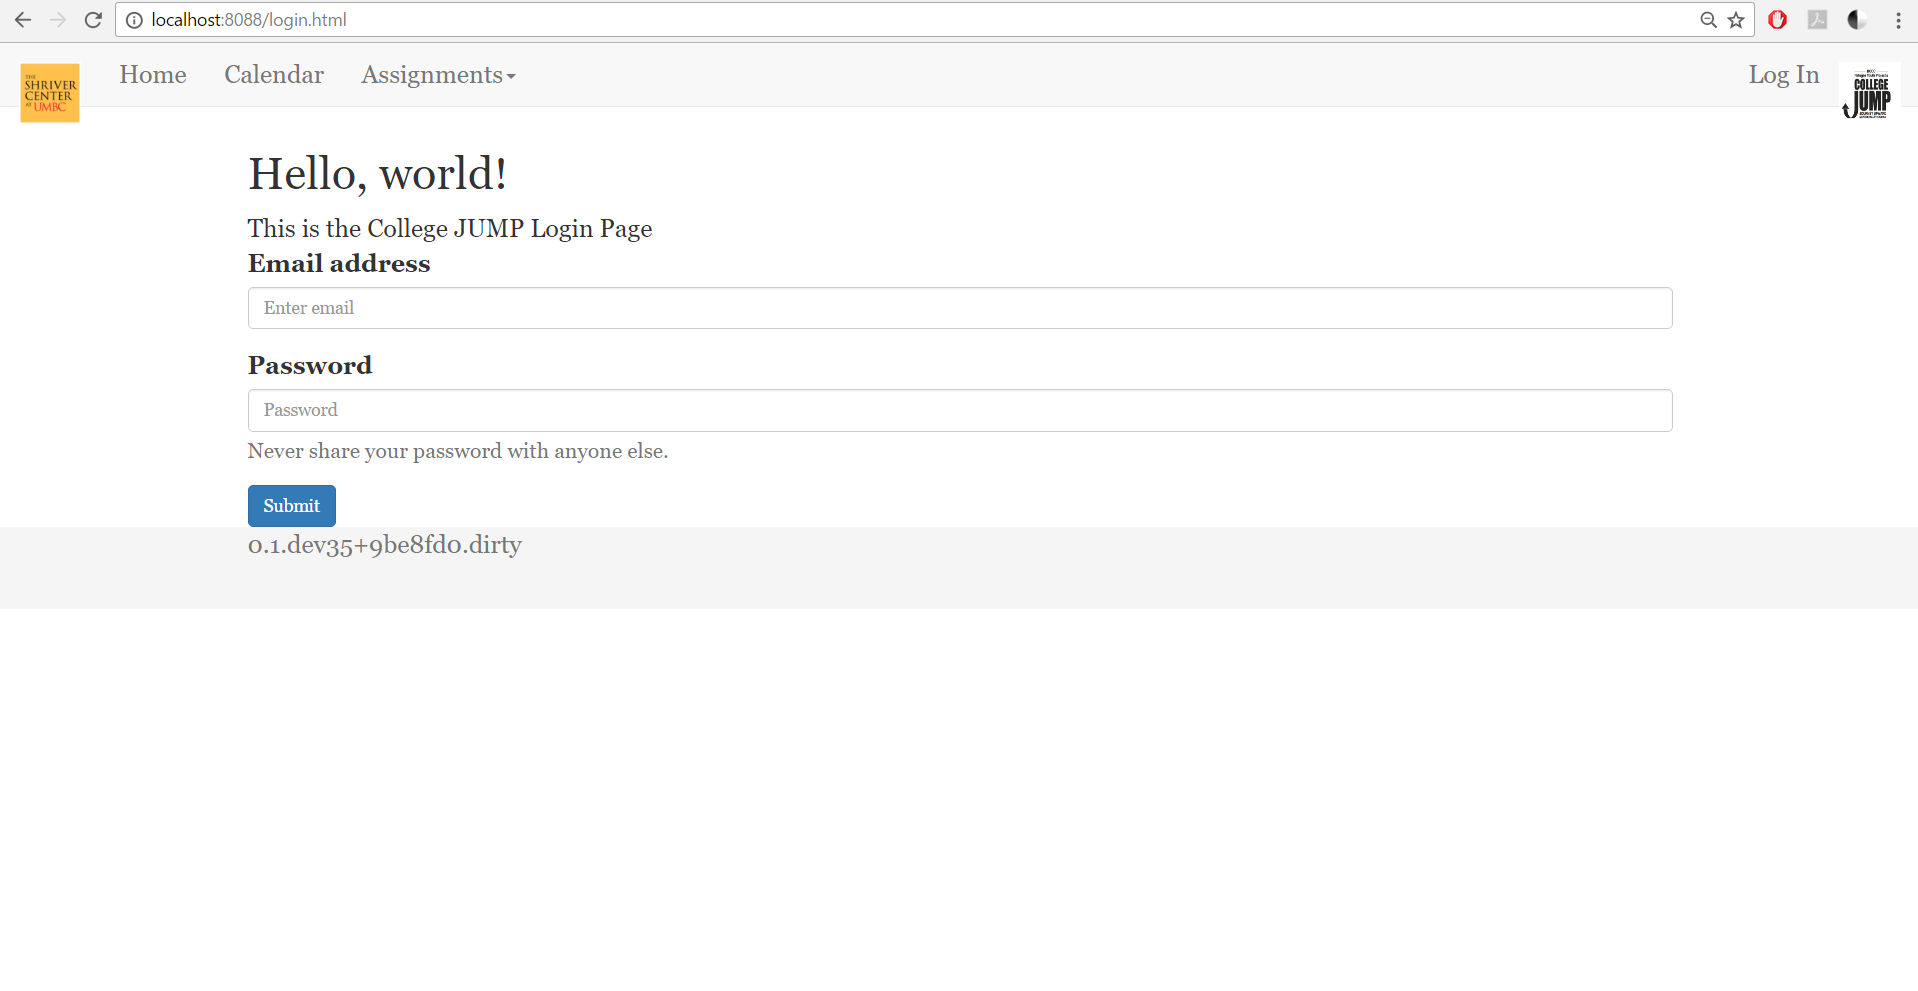 localhost:8088/login.html
THE
SHRIVER
CENTER
AT UMBC
Home
Calendar
Assignments
Log In
COLLEGE
JUMP
Hello, world!
This is the College JUMP Login Page
Email address
Enter email
Password
Password
Never share your password with anyone else.
Submit
0.1.dev35+9be8fd0.dirty